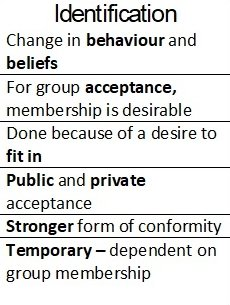 Identification
Change in behaviour and
beliefs
For group acceptance,
membership is desirable
Done because of a desire to
fit in
Public and private
acceptance
Stronger form of conformity
Temporary – dependent on
group membership